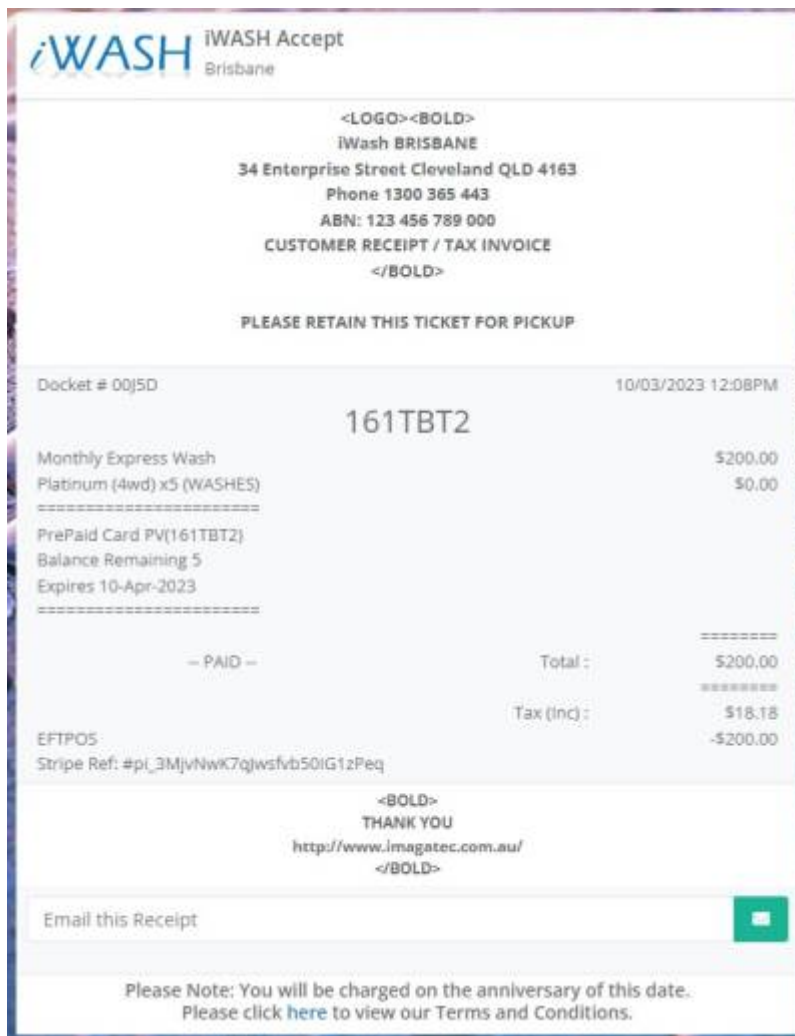 iWASH iWASH Accept
Brisbane
<LOGO><BOLD>
iWash BRISBANE
34 Enterprise Street Cleveland QLD 4163
Phone 1300 365 443
ABN: 123 456 789 000
CUSTOMER RECEIPT / TAX INVOICE
</BOLD>
PLEASE RETAIN THIS TICKET FOR PICKUP
Docket # 00J5D 10/03/2023 12:08PM
161TBT2
Monthly Express Wash $200.00
Platinum (4wd) x5 (WASHES) $0.00
=======================
PrePaid Card PV(161TBT2)
Balance Remaining 5
Expires 10-Apr-2023
=======================
========
-- PAID -- Total : $200.00
========
Tax (Inc) : $18.18
EFTPOS -$200.00
Stripe Ref: #pi_3MjvNwK7qJwsfvb50IG1zPeq
<BOLD>
THANK YOU
http://www.imagatec.com.au/
</BOLD>
Email this Receipt
Please Note: You will be charged on the anniversary of this date.
Please click here to view our Terms and Conditions.